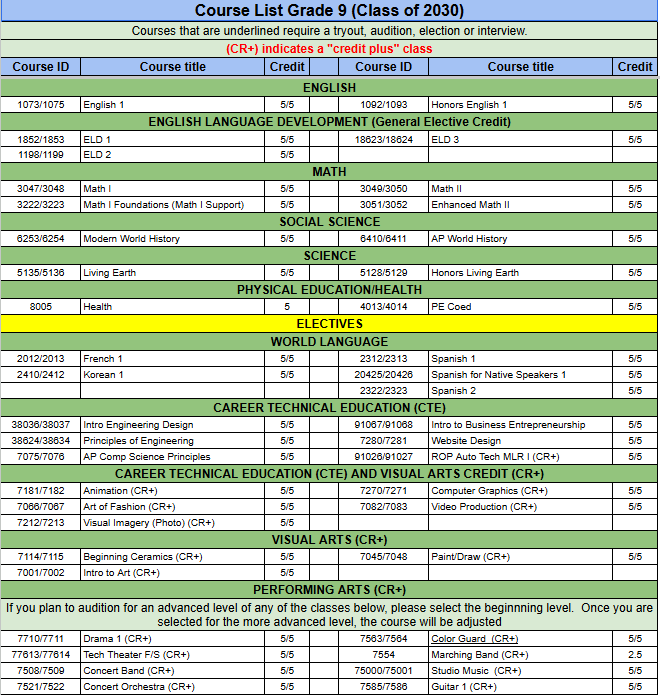 Course List Grade 9 (Class of 2030)
Courses that are underlined require a tryout, audition, election or interview.
(CR+) indicates a "credit plus" class
Course ID Course title Credit Course ID Course title Credit
ENGLISH
1073/1075 English 1 5/5 1092/1093 Honors English 1 5/5
ENGLISH LANGUAGE DEVELOPMENT (General Elective Credit)
1852/1853 ELD 1 5/5 18623/18624 ELD 3 5/5
1198/1199 ELD 2 5/5
MATH
3047/3048 Math I 5/5 3049/3050 Math II 5/5
3222/3223 Math I Foundations (Math I Support) 5/5 3051/3052 Enhanced Math II 5/5
SOCIAL SCIENCE
6253/6254 Modern World History 5/5 6410/6411 AP World History 5/5
SCIENCE
5135/5136 Living Earth 5/5 5128/5129 Honors Living Earth 5/5
PHYSICAL EDUCATION/HEALTH
8005 Health 5 4013/4014 PE Coed 5/5
ELECTIVES
WORLD LANGUAGE
2012/2013 French 1 5/5 2312/2313 Spanish 1 5/5
2410/2412 Korean 1 5/5 20425/20426 Spanish for Native Speakers 1 5/5
2322/2323 Spanish 2 5/5
CAREER TECHNICAL EDUCATION (CTE)
38036/38037 Intro Engineering Design 5/5 91067/91068 Intro to Business Entrepreneurship 5/5
38624/38634 Principles of Engineering 5/5 7280/7281 Website Design 5/5
7075/7076 AP Comp Science Principles 5/5 91026/91027 ROP Auto Tech MLR I (CR+) 5/5
CAREER TECHNICAL EDUCATION (CTE) AND VISUAL ARTS CREDIT (CR+)
7181/7182 Animation (CR+) 5/5 7270/7271 Computer Graphics (CR+) 5/5
7066/7067 Art of Fashion (CR+) 5/5 7082/7083 Video Production (CR+) 5/5
7212/7213 Visual Imagery (Photo) (CR+) 5/5
VISUAL ARTS (CR+)
7114/7115 Beginning Ceramics (CR+) 5/5 7045/7048 Paint/Draw (CR+) 5/5
7001/7002 Intro to Art (CR+) 5/5
PERFORMING ARTS (CR+)
If you plan to audition for an advanced level of any of the classes below, please select the beginnning level. Once you are
selected for the more advanced level, the course will be adjusted
7710/7711 Drama 1 (CR+) 5/5 7563/7564 Color Guard (CR+) 5/5
77613/77614 Tech Theater F/S (CR+) 5/5 7554 Marching Band (CR+) 2.5
7508/7509 Concert Band (CR+) 5/5 75000/75001 Studio Music (CR+) 5/5
7521/7522 Concert Orchestra (CR+) 5/5 7585/7586 Guitar 1 (CR+) 5/5